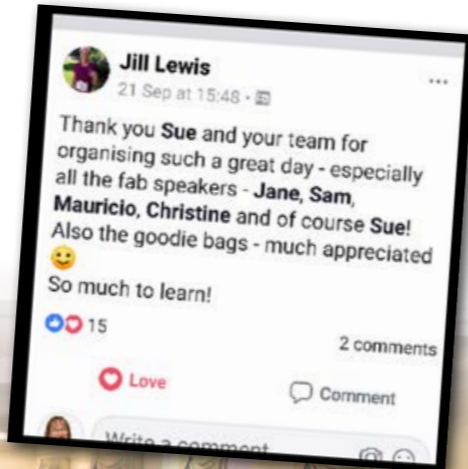 Jill Lewis
21 Sep at 15:48 ·
Thank you Sue and your team for
organising such a great day - especially
all the fab speakers - Jane, Sam,
Mauricio, Christine and of course Sue!
Also the goodie bags - much appreciated
🙂
So much to learn!
15
2 comments
Love
Comment
Write a comment